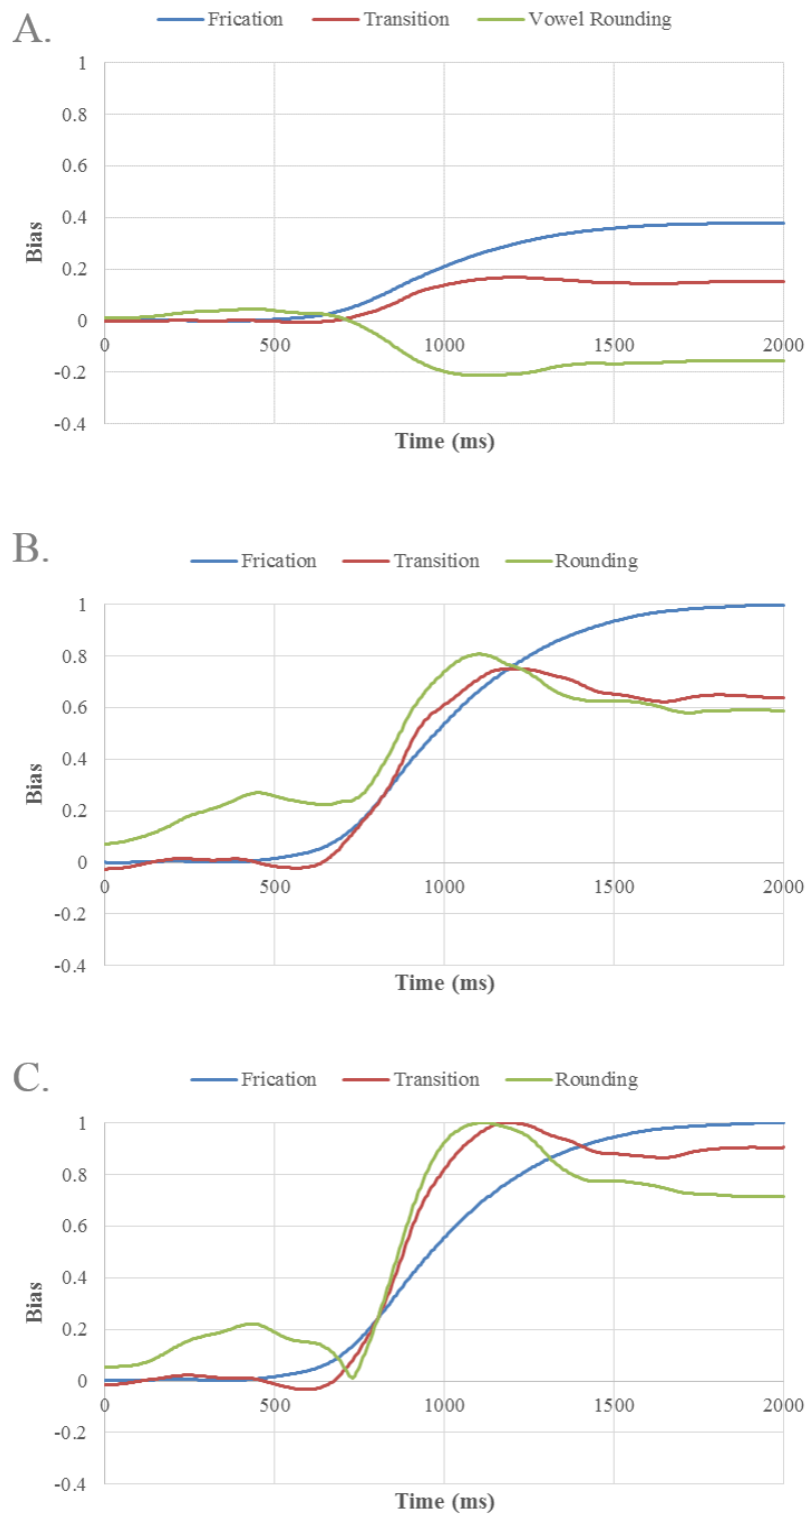 A.
Frication Transition Vowel Rounding
1
0.8
0.6
0.4
0.2
0
-0.2
-0.4
Bias
0 500 1000 1500 2000
Time (ms)
B.
Frication Transition Rounding
1
0.8
0.6
0.4
0.2
0
-0.2
-0.4
Bias
0 500 1000 1500 2000
Time (ms)
C.
Frication Transition Rounding
1
0.8
0.6
0.4
0.2
0
-0.2
-0.4
Bias
0 500 1000 1500 2000
Time (ms)